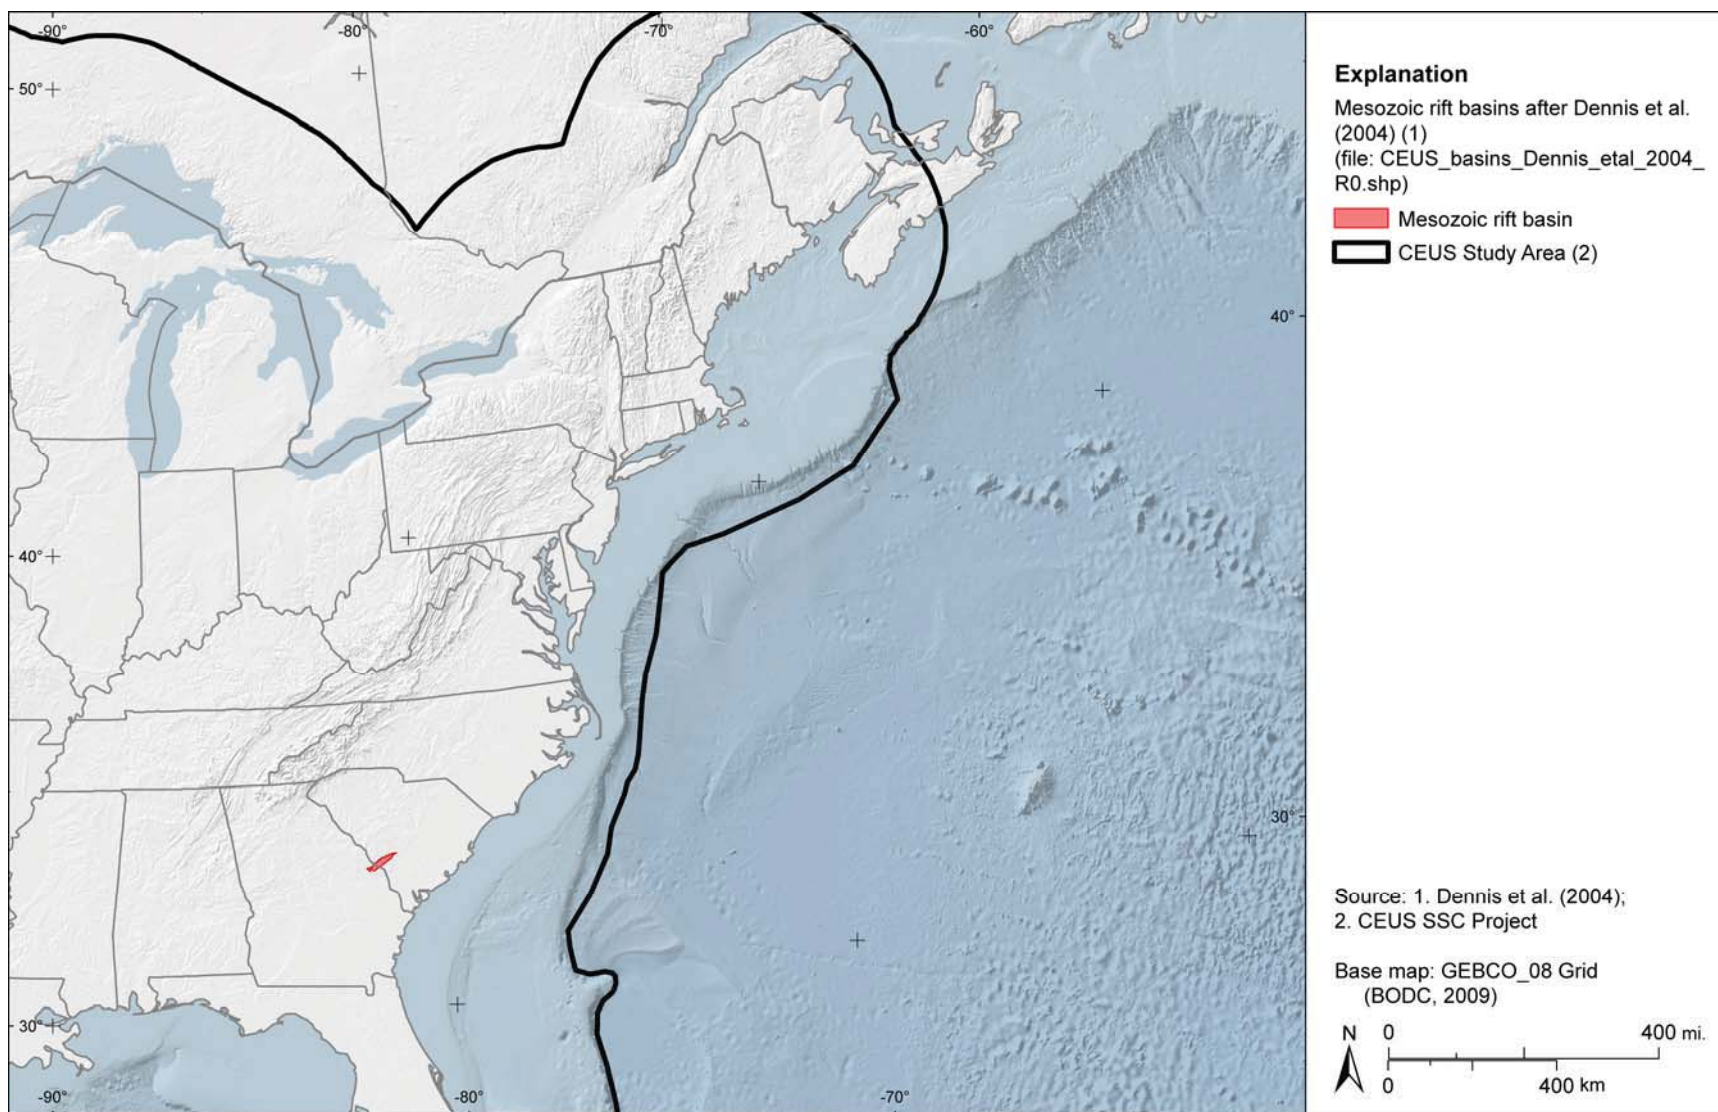 -90°
-80°
-70°
-60°
50°
40°
40°
30°
30°
-90°
-80°
-70°
Explanation
Mesozoic rift basins after Dennis et al.
(2004) (1)
(file: CEUS_basins_Dennis_etal_2004_
R0.shp)
Mesozoic rift basin
CEUS Study Area (2)
Source: 1. Dennis et al. (2004);
2. CEUS SSC Project
Base map: GEBCO_08 Grid
(BODC, 2009)
N
0 400 mi.
0 400 km